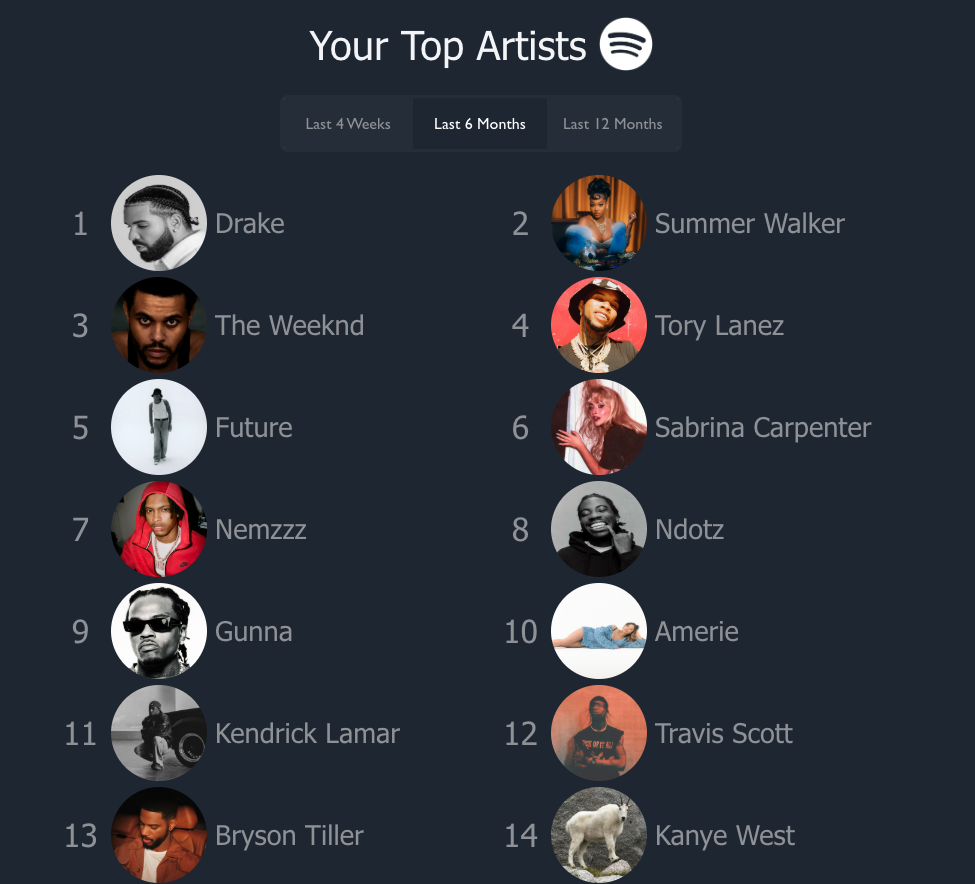 Your Top Artists
Last 4 Weeks
Last 6 Months
Last 12 Months
1 Drake
2 Summer Walker
3 The Weeknd
4 Tory Lanez
5 Future
6 Sabrina Carpenter
7 Nemzzz
8 Ndotz
9 Gunna
10 Amerie
11 Kendrick Lamar
12 Travis Scott
13 Bryson Tiller
14 Kanye West